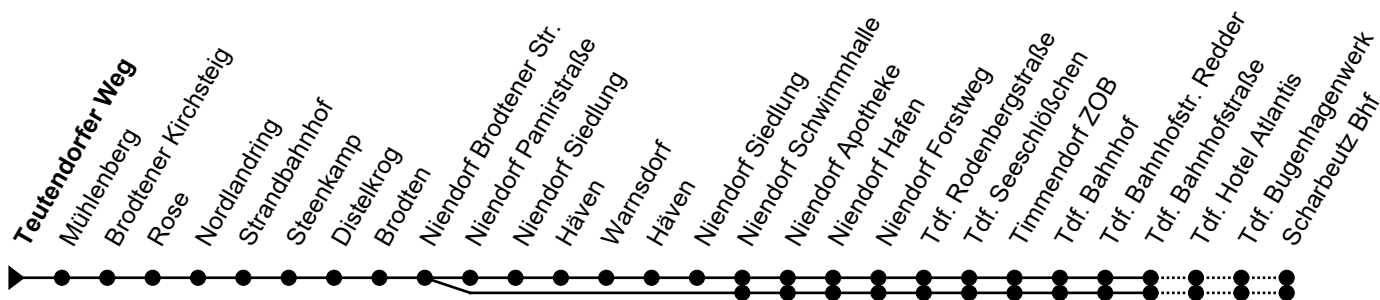 Teutendorfer Weg
Mühlenberg
Brodtener Kirchsteig
Rose
Nordlandring
Strandbahnhof
Steenkamp
Distelkrog
Brodten
Niendorf Brodtener Str.
Niendorf Pamirstraße
Niendorf Siedlung
Häven
Warnsdorf
Häven
Niendorf Siedlung
Niendorf Schwimmhalle
Niendorf Apotheke
Niendorf Hafen
Niendorf Forstweg
Tdf. Rodenbergstraße
Tdf. Seeschlößchen
Timmendorf ZOB
Tdf. Bahnhof
Tdf. Bahnhofstr. Redder
Tdf. Bahnhofstraße
Tdf. Hotel Atlantis
Tdf. Bugenhagenwerk
Scharbeutz Bhf